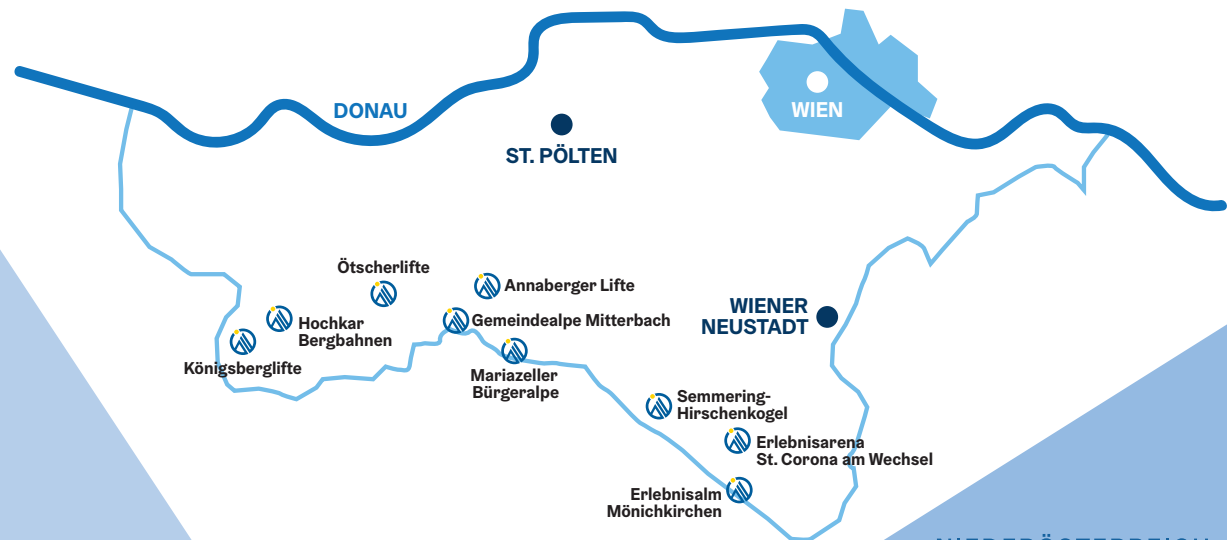 DONAU
WIEN
ST. PÖLTEN
Ötscherlifte
Annaberger Lifte
Hochkar
Bergbahnen
Gemeindealpe Mitterbach
WIENER
NEUSTADT
Königsberglifte
Mariazeller
Bürgeralpe
Semmering-
Hirschenkogel
Erlebnisarena
St. Corona am Wechsel
Erlebnisalm
Mönichkirchen
NIEDERÖSTERREICH